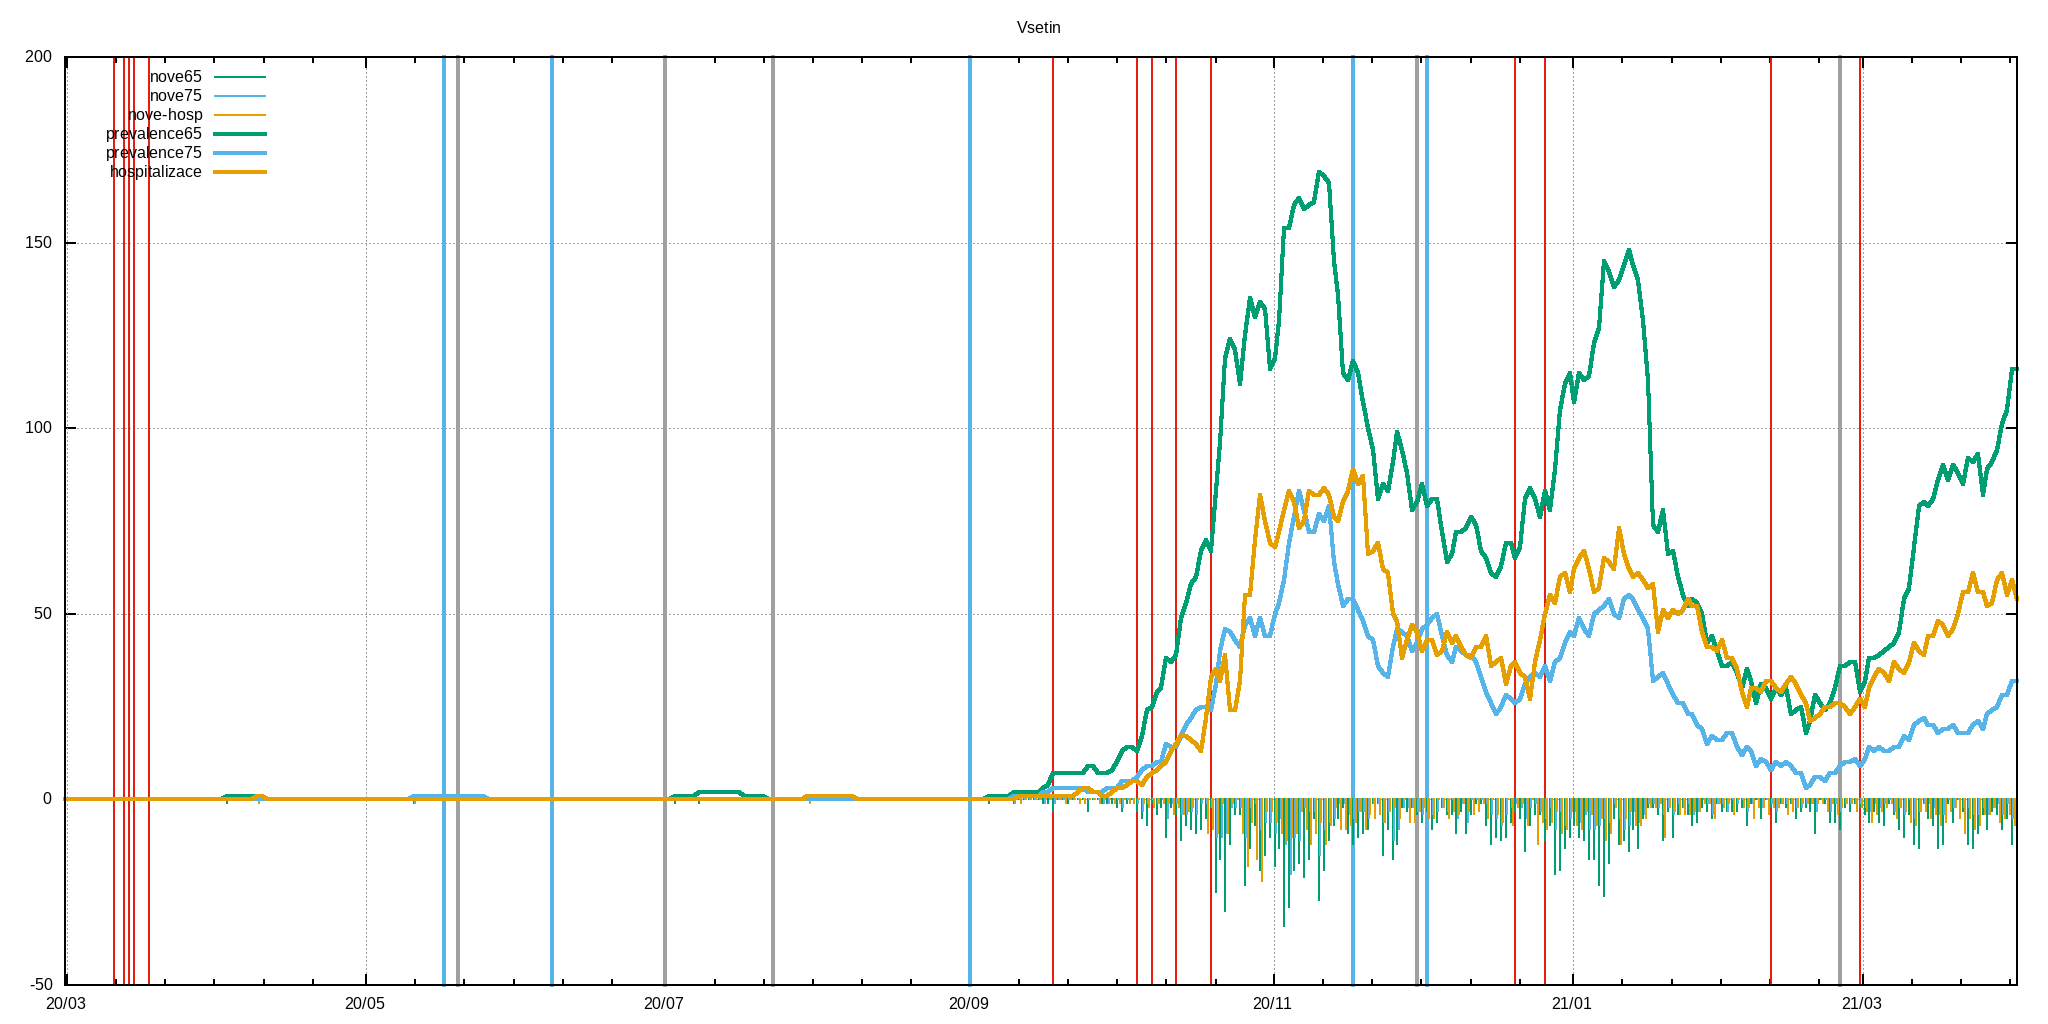 Vsetin
200
nove65
nove75
nove-hosp
prevalence65
prevalence75
hospitalizace
150
100
50
0
-50
20/03 20/05 20/07 20/09 20/11 21/01 21/03